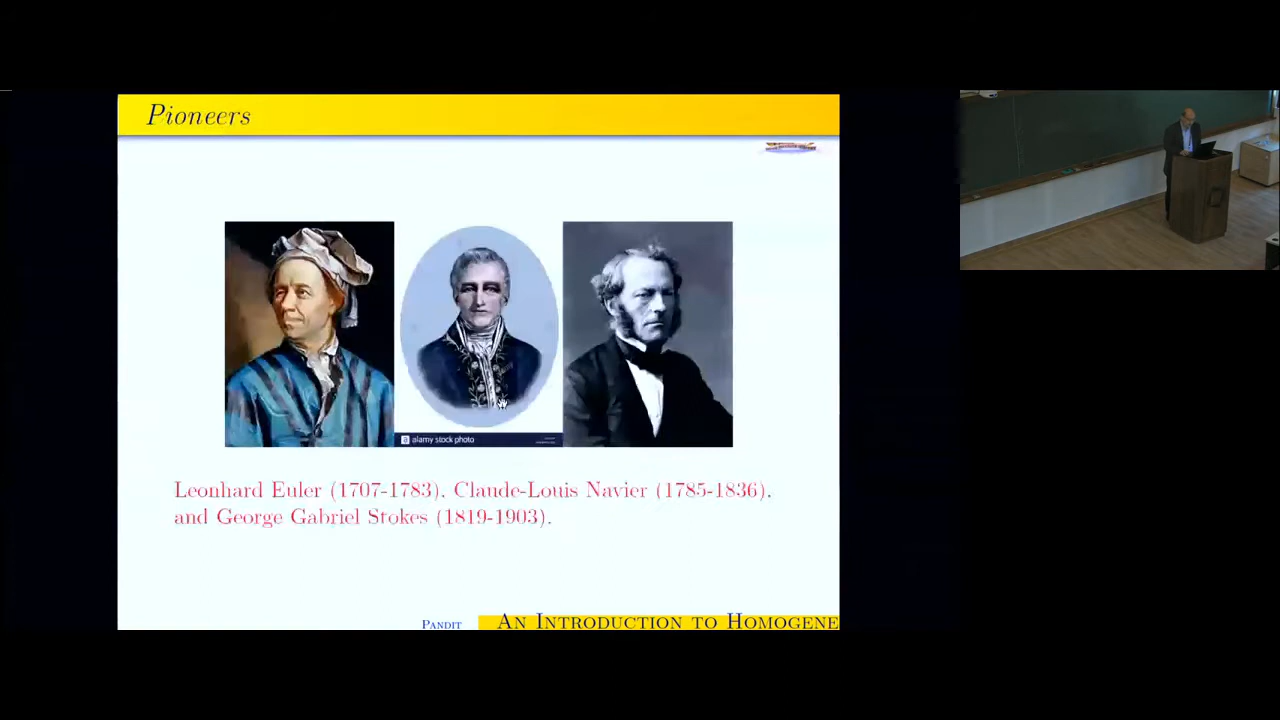 Pioneers
alamy stock photo
Leonhard Euler (1707-1783), Claude-Louis Navier (1785-1836),
and George Gabriel Stokes (1819-1903).
Pandit
An Introduction to Homogene